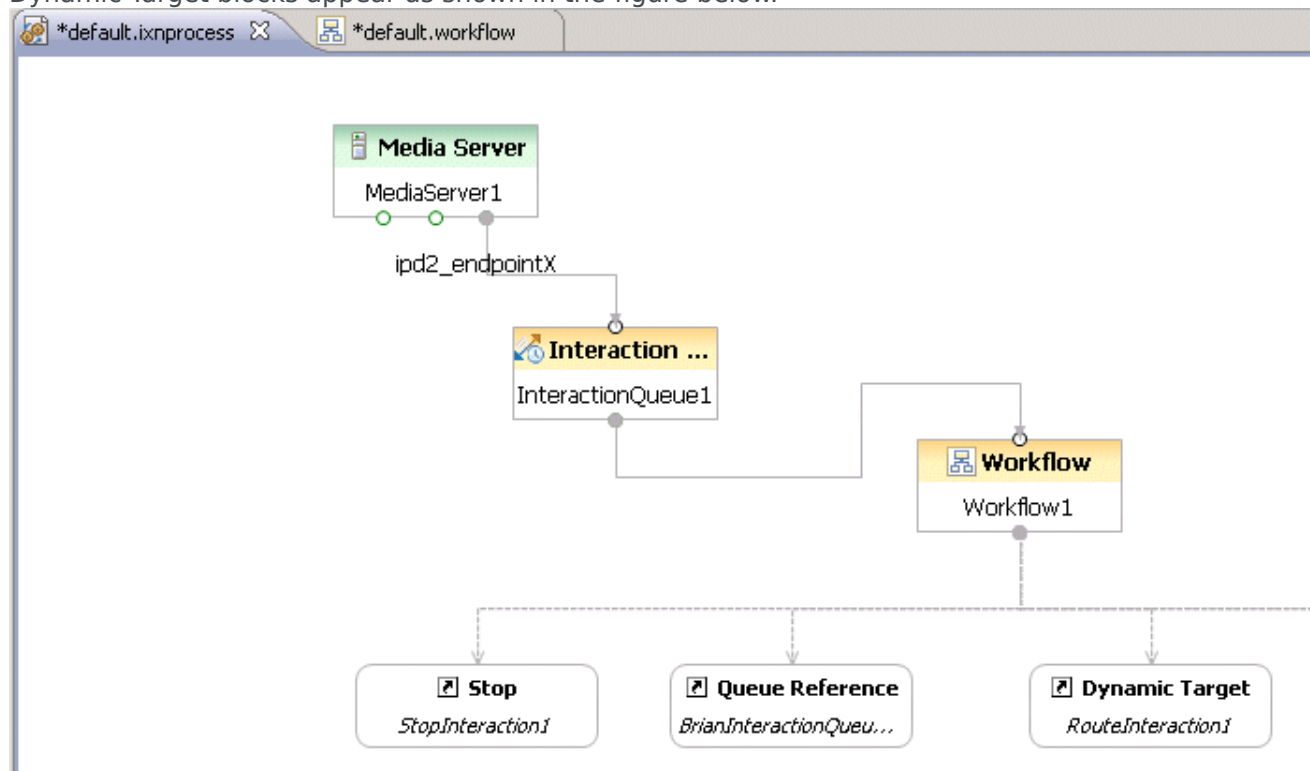 Dynamic Target blocks appear as shown in the figure below.
*default.ixnprocess
*default.workflow
Media Server
MediaServer1
ipd2_endpointX
Interaction ...
InteractionQueue1
Workflow
Workflow1
Stop
StopInteraction1
Queue Reference
BrianInteractionQueu...
Dynamic Target
RouteInteraction1